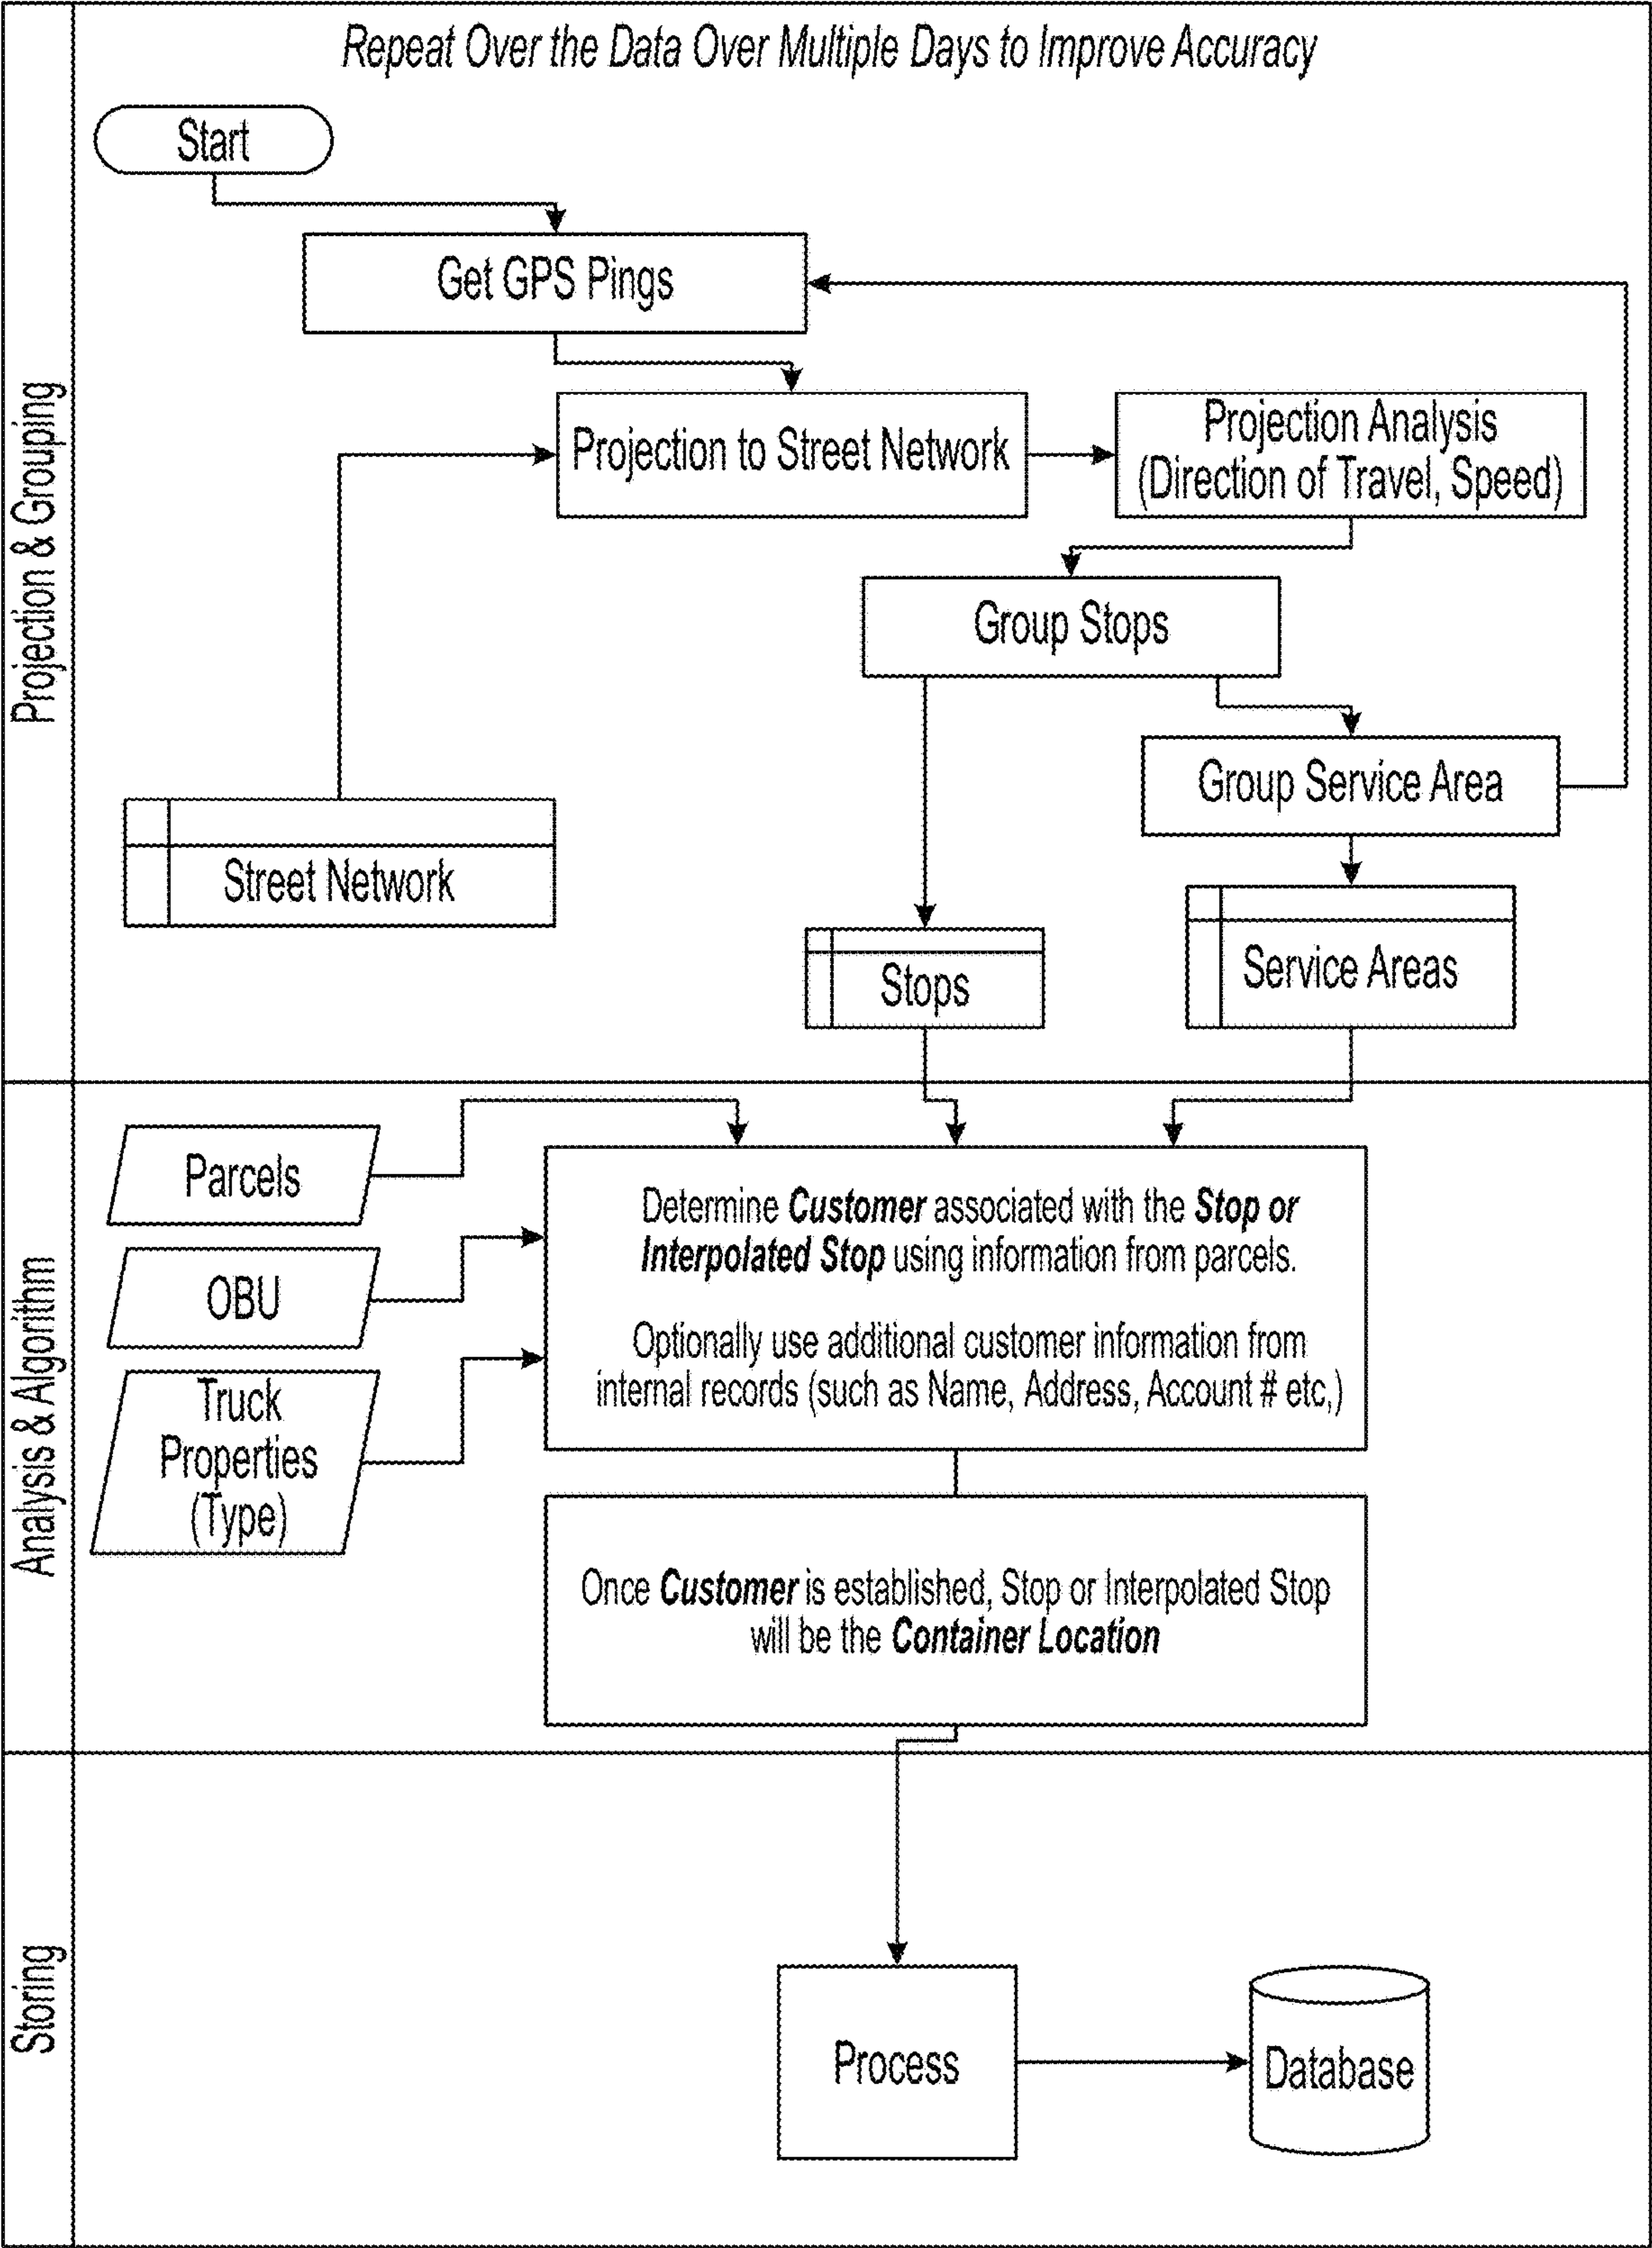 Repeat Over the Data Over Multiple Days to Improve Accuracy
Projection & Grouping
Start
Get GPS Pings
Projection to Street Network
Projection Analysis
(Direction of Travel, Speed)
Group Stops
Group Service Area
Street Network
Stops
Service Areas
Analysis & Algorithm
Parcels
OBU
Truck
Properties
(Type)
Determine Customer associated with the Stop or
Interpolated Stop using information from parcels.
Optionally use additional customer information from
internal records (such as Name, Address, Account # etc,)
Once Customer is established, Stop or Interpolated Stop
will be the Container Location
Storing
Process
Database